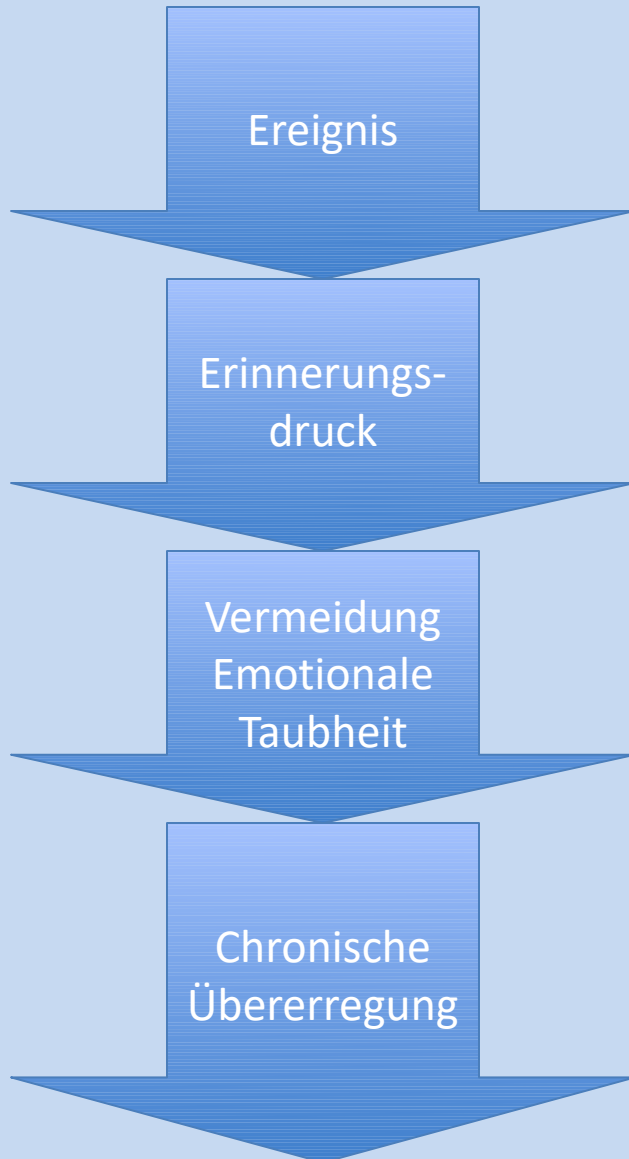 Ereignis
Erinnerungs-
druck
Vermeidung
Emotionale
Taubheit
Chronische
Übererregung